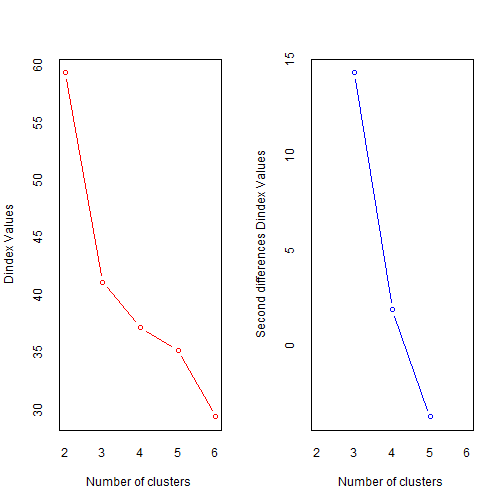 Dindex Values
60
55
50
45
40
35
30
2 3 4 5 6
Number of clusters
Second differences Dindex Values
15
10
5
0
2 3 4 5 6
Number of clusters